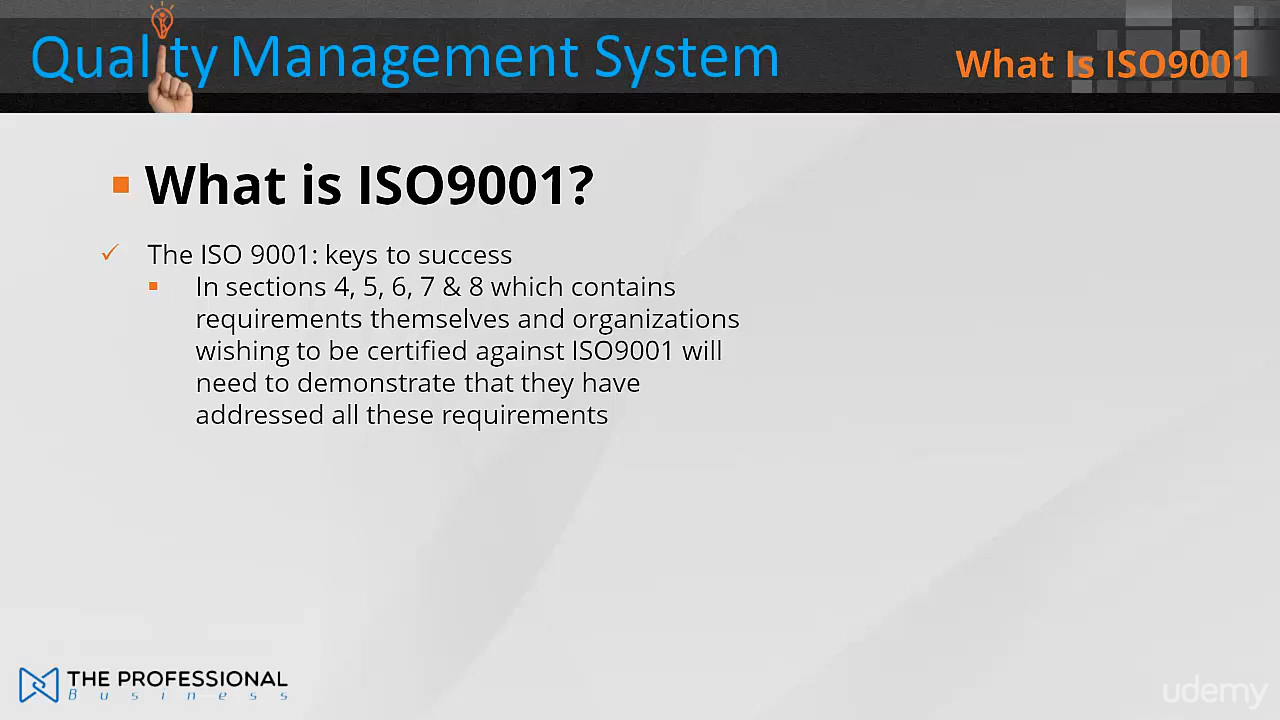 Quality Management System
What Is ISO9001
What is ISO9001?
The ISO 9001: keys to success
In sections 4, 5, 6, 7 & 8 which contains
requirements themselves and organizations
wishing to be certified against ISO9001 will
need to demonstrate that they have
addressed all these requirements
THE PROFESSIONAL
Business
udemy